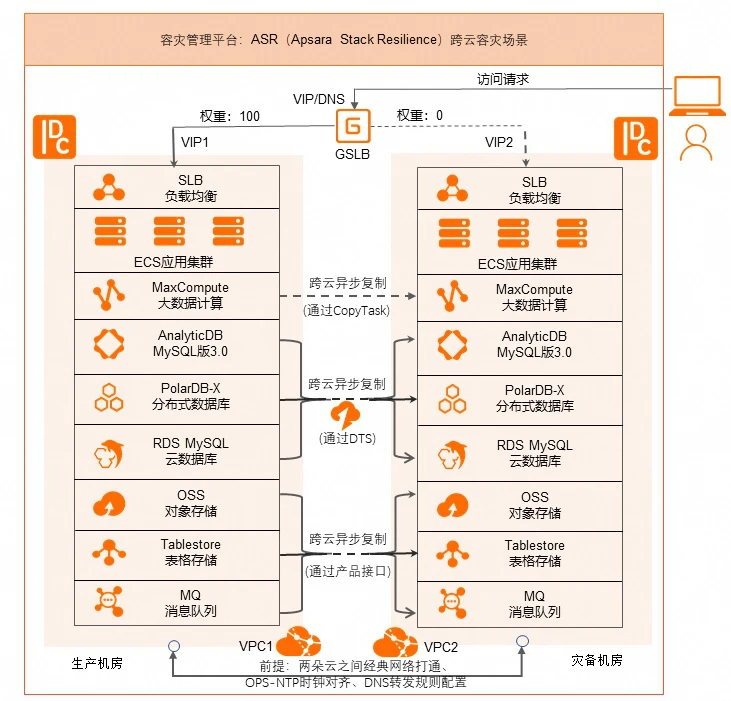 容灾管理平台：ASR（Apsara Stack Resilience）跨云容灾场景
访问请求
VIP/DNS
权重：100
权重：0
G
GSLB
VIP1
VIP2
IDC
IDC
SLB
负载均衡
ECS应用集群
MaxCompute
大数据计算
AnalyticDB
MySQL版3.0
PolarDB-X
分布式数据库
RDS MySQL
云数据库
OSS
对象存储
Tablestore
表格存储
MQ
消息队列
跨云异步复制
(通过CopyTask)
跨云异步复制
(通过DTS)
跨云异步复制
(通过产品接口)
SLB
负载均衡
ECS应用集群
MaxCompute
大数据计算
AnalyticDB
MySQL版3.0
PolarDB-X
分布式数据库
RDS MySQL
云数据库
OSS
对象存储
Tablestore
表格存储
MQ
消息队列
VPC1
VPC2
生产机房
灾备机房
前提：两朵云之间经典网络打通、
OPS-NTP时钟对齐、DNS转发规则配置